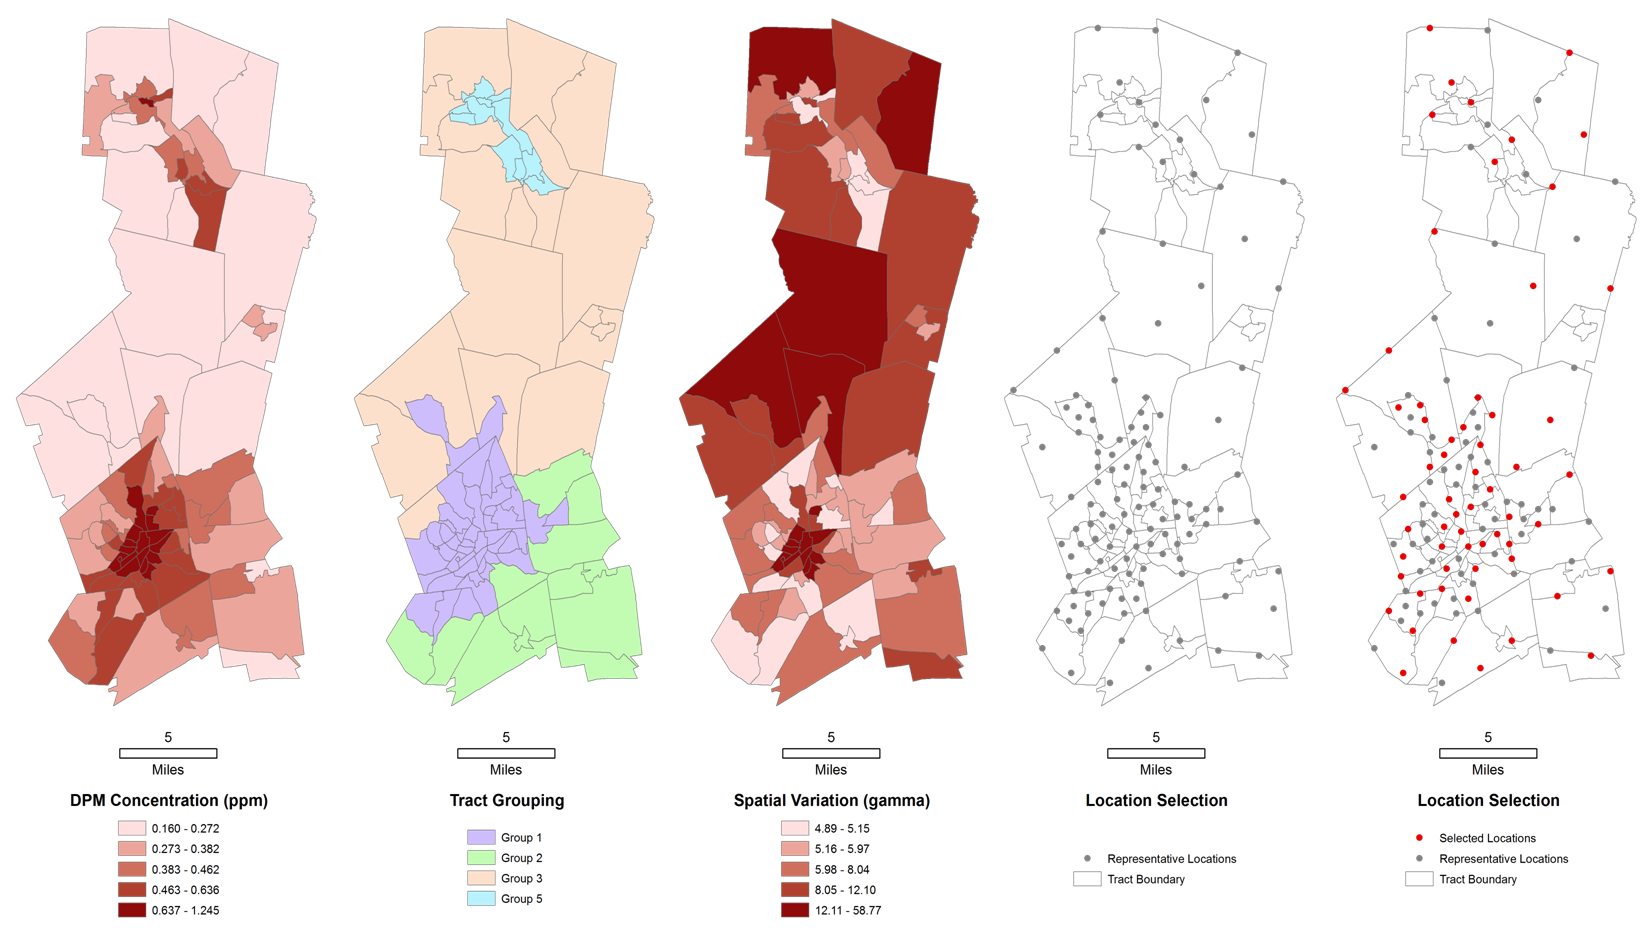 5
Miles
DPM Concentration (ppm)
0.160 - 0.272
0.273 - 0.382
0.383 - 0.462
0.463 - 0.636
0.637 - 1.245
5
Miles
Tract Grouping
Group 1
Group 2
Group 3
Group 5
5
Miles
Spatial Variation (gamma)
4.89 - 5.15
5.16 - 5.97
5.98 - 8.04
8.05 - 12.10
12.11 - 58.77
5
Miles
Location Selection
Representative Locations
Tract Boundary
5
Miles
Location Selection
Selected Locations
Representative Locations
Tract Boundary